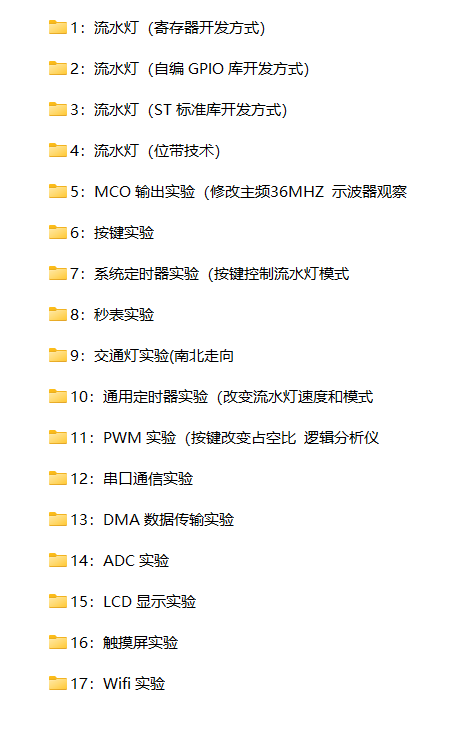 1：流水灯（寄存器开发方式）
2：流水灯（自编 GPIO 库开发方式）
3：流水灯（ST 标准库开发方式）
4：流水灯（位带技术）
5：MCO 输出实验（修改主频36MHZ 示波器观察
6：按键实验
7：系统定时器实验（按键控制流水灯模式
8：秒表实验
9：交通灯实验(南北走向
10：通用定时器实验（改变流水灯速度和模式
11：PWM 实验（按键改变占空比 逻辑分析仪
12：串口通信实验
13：DMA 数据传输实验
14：ADC 实验
15：LCD 显示实验
16：触摸屏实验
17：Wifi 实验